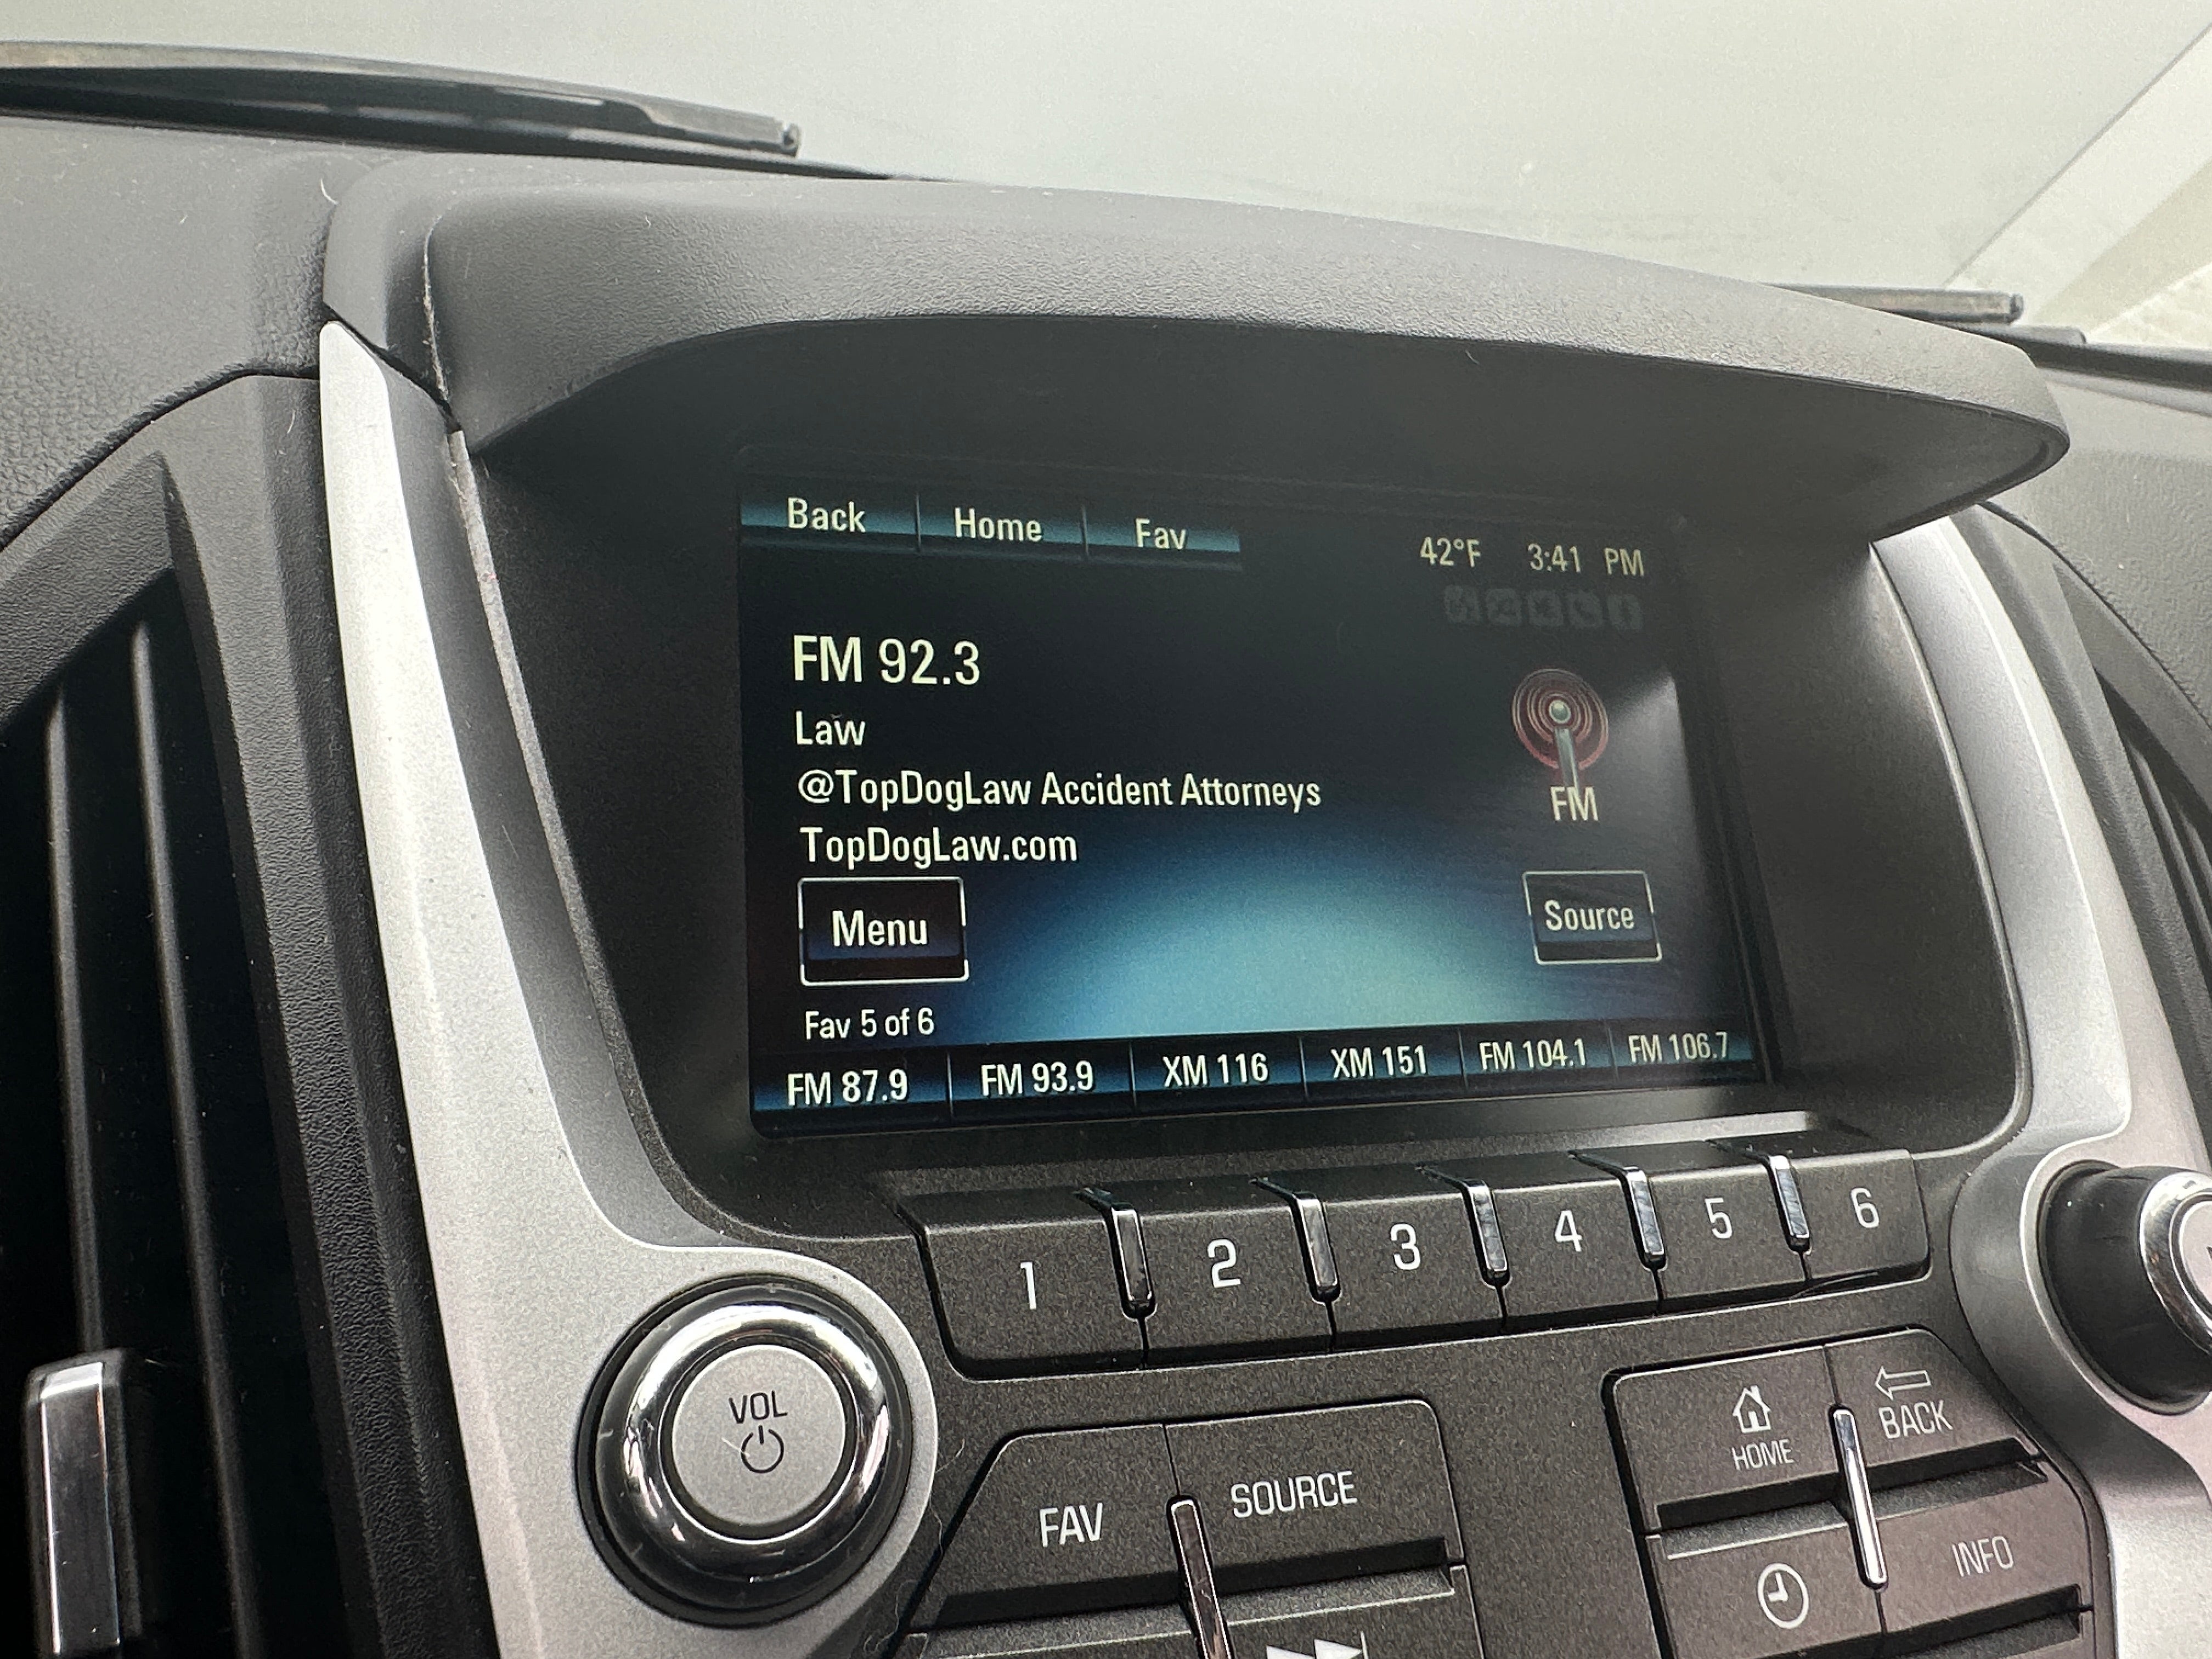 Back Home Fav
42°F 3:41 PM
FM 92.3
Law
@TopDogLaw Accident Attorneys
TopDogLaw.com
FM
Menu
Source
Fav 5 of 6
FM 87.9 FM 93.9 XM 116 XM 151 FM 104.1 FM 106.7
1 2 3 4 5 6
VOL
FAV SOURCE
HOME BACK
INFO